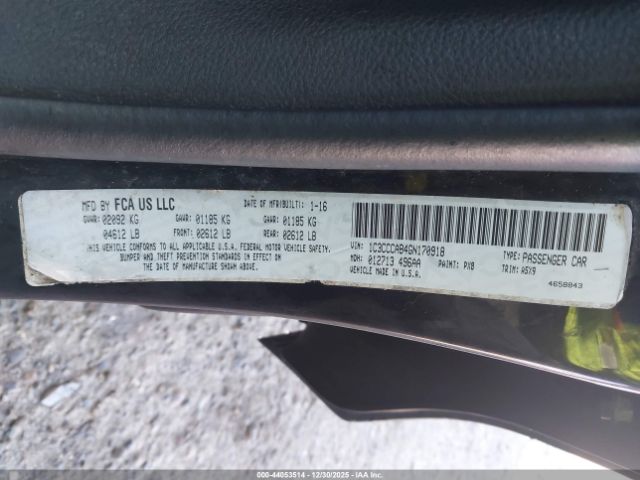 MFD BY FCA US LLC DATE OF MFR(BUILT): 1-16
GVWR: 02092 KG GAWR: 01185 KG GAWR: 01185 KG
04612 LB FRONT: 02612 LB REAR: 02612 LB
THIS VEHICLE CONFORMS TO ALL APPLICABLE U.S.A. FEDERAL MOTOR VEHICLE SAFETY,
BUMPER AND THEFT PREVENTION STANDARDS IN EFFECT ON
THE DATE OF MANUFACTURE SHOWN ABOVE.
VIN: 1C3CCCAB4GN170918 TYPE: PASSENGER CAR
MDH: 012713 496AA PAINT: PX8 TRIM: A5X9
MADE IN U.S.A
4658843
000-44053514 | 12/30/2025 - IAAI.com